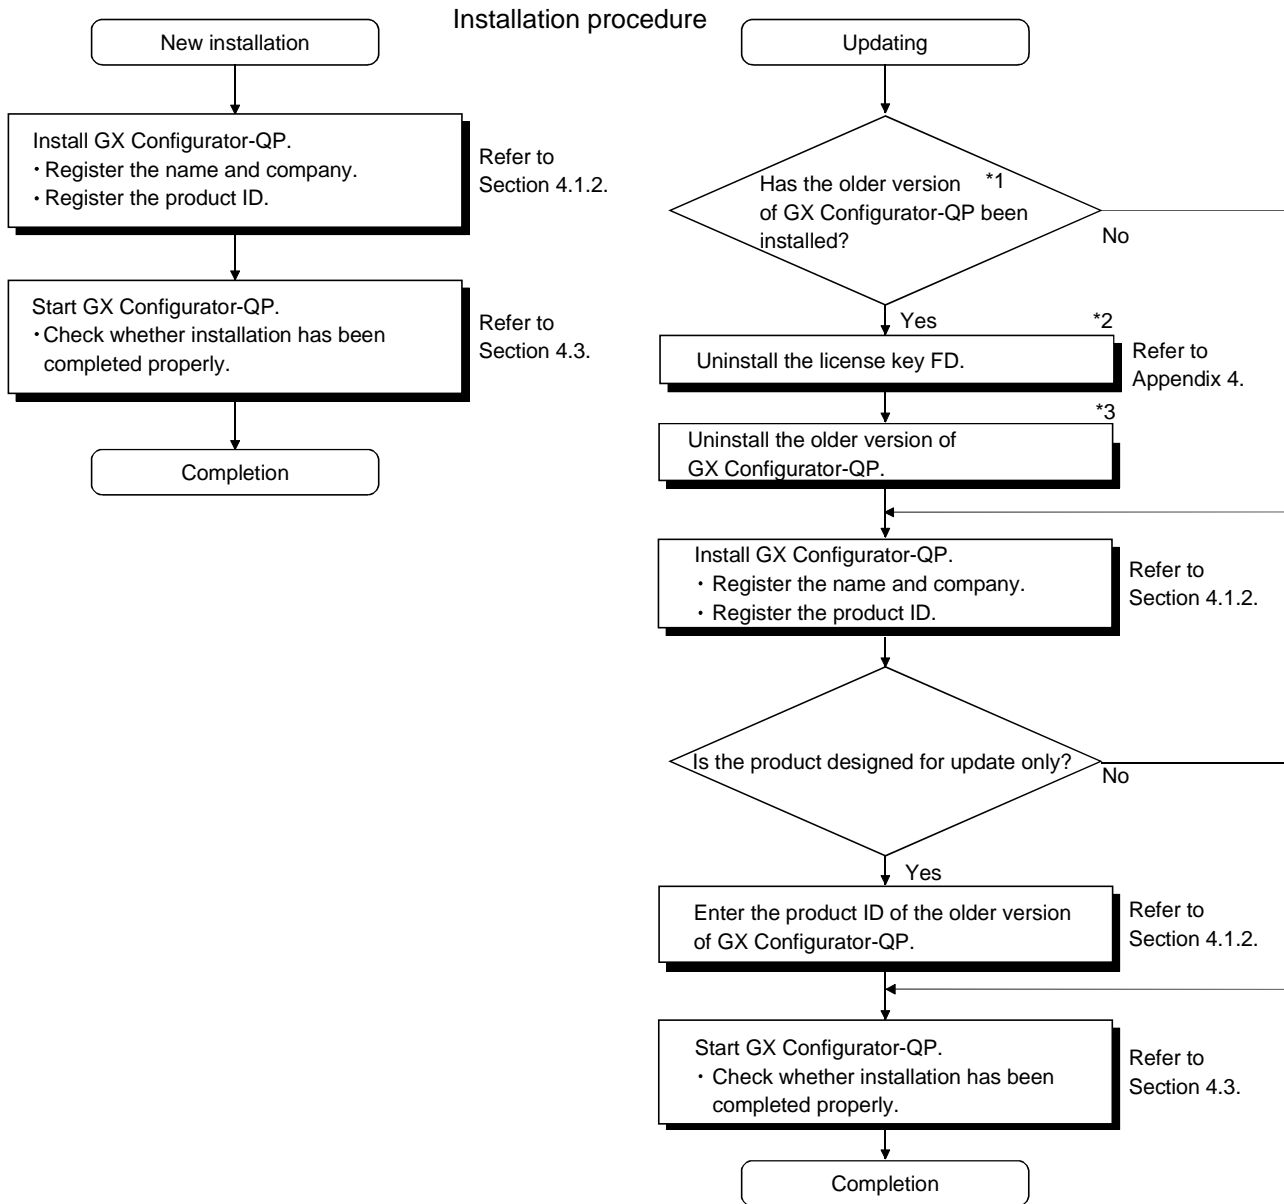 Installation procedure
New installation
Install GX Configurator-QP.
・Register the name and company.
・Register the product ID.
Refer to
Section 4.1.2.
Start GX Configurator-QP.
・Check whether installation has been
completed properly.
Refer to
Section 4.3.
Completion
Updating
Has the older version *1
of GX Configurator-QP been
installed?
No
Yes
*2
Uninstall the license key FD.
Refer to
Appendix 4.
*3
Uninstall the older version of
GX Configurator-QP.
Install GX Configurator-QP.
・Register the name and company.
・Register the product ID.
Refer to
Section 4.1.2.
Is the product designed for update only?
No
Yes
Enter the product ID of the older version
of GX Configurator-QP.
Refer to
Section 4.1.2.
Start GX Configurator-QP.
・Check whether installation has been
completed properly.
Refer to
Section 4.3.
Completion